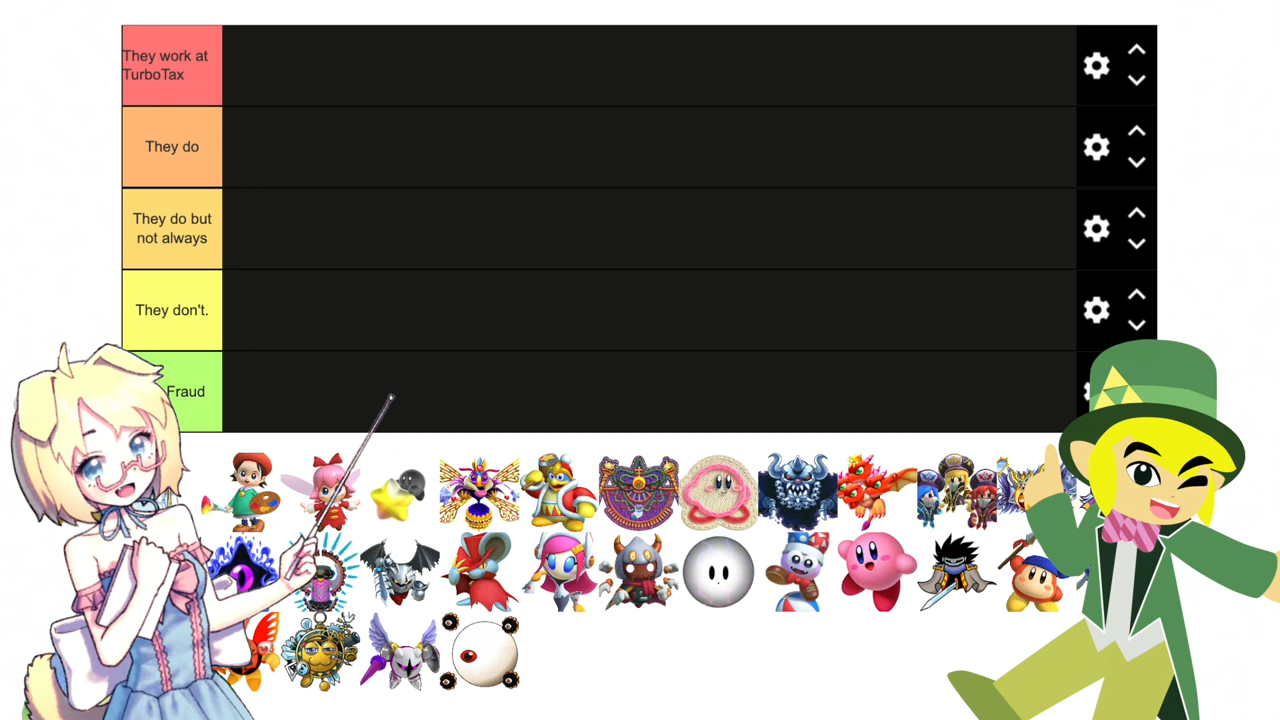 They work at
TurboTax
They do
They do but
not always
They don't.
Fraud